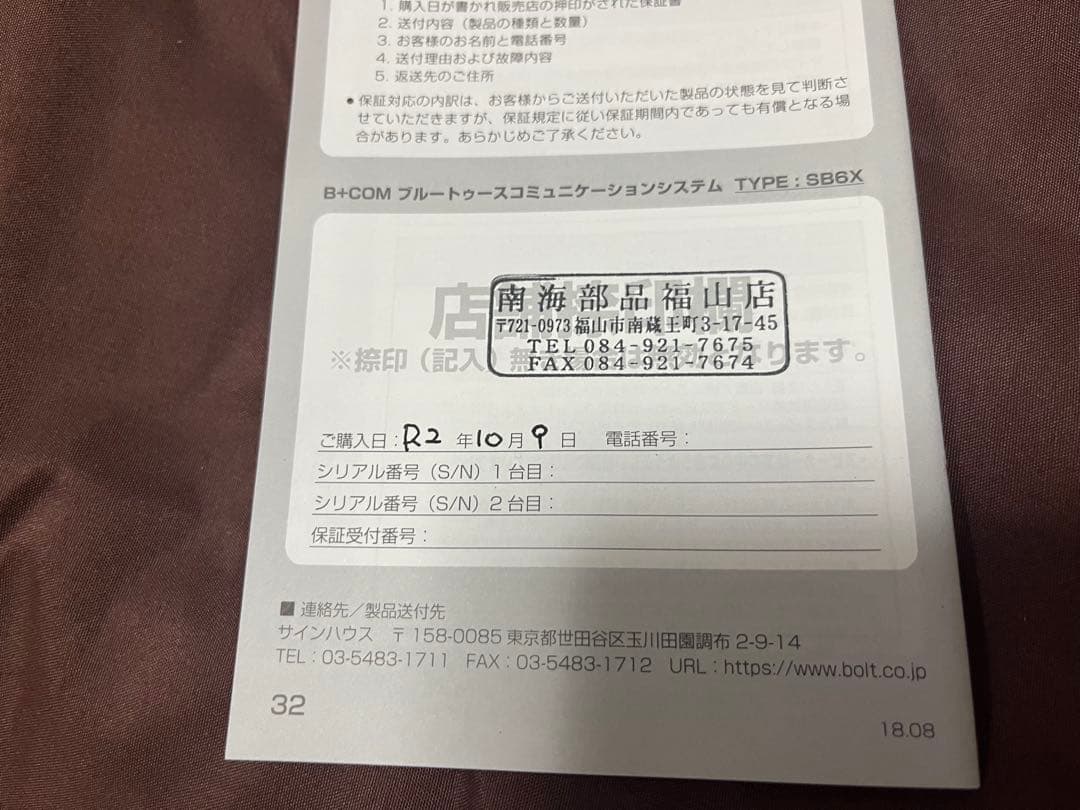 1. 購入日が書かれ販売店の押印がされた保証書
2. 送付内容（製品の種類と数量）
3. お客様のお名前と電話番号
4. 送付理由および故障内容
5. 返送先のご住所
● 保証対応の内訳は、お客様からご送付いただいた製品の状態を見て判断さ
せていただきますが、保証規定に従い保証期間内であっても有償となる場
合があります。あらかじめご了承ください。
B+COM ブルートゥースコミュニケーションシステム TYPE：SB6X
南海部品福山店
〒721-0973 福山市南蔵王町3-17-45
TEL 084-921-7675
FAX 084-921-7674
店舗捺印欄
※捺印（記入）無 なります。
ご購入日：R2 年 10 月 9 日 電話番号：
シリアル番号（S/N）1 台目：
シリアル番号（S/N）2 台目：
保証受付番号：
■ 連絡先／製品送付先
サインハウス 〒 158-0085 東京都世田谷区玉川田園調布 2-9-14
TEL：03-5483-1711 FAX：03-5483-1712 URL：https://www.bolt.co.jp
32
18.08